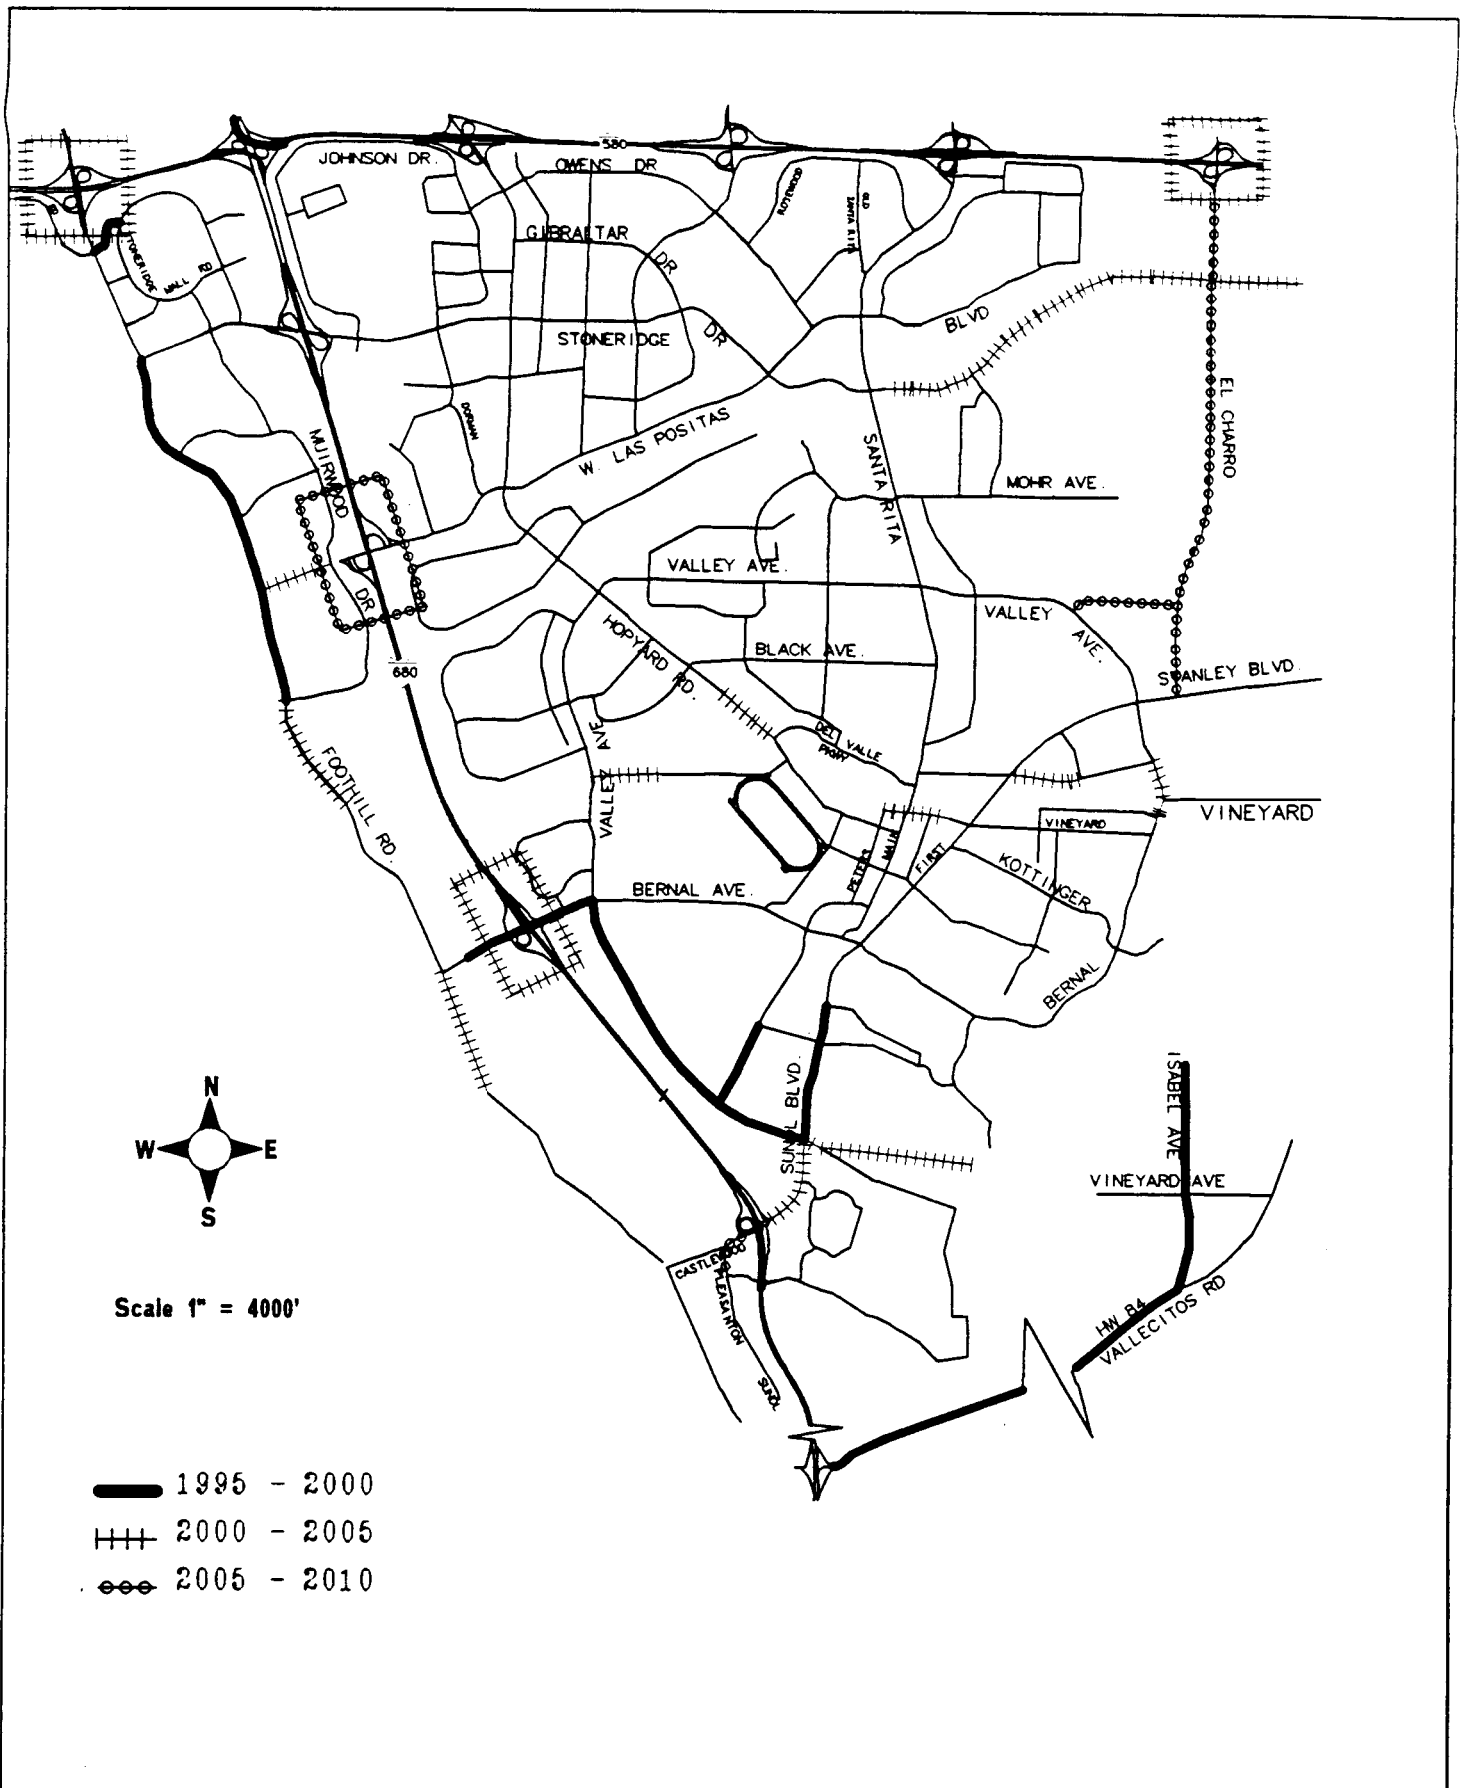 580
JOHNSON DR.
OWENS DR
ROSEWOOD
OLD
SANTA RITA
RD
GIBRALTAR
DR
STONERIDGE
MALL
RD
STONERIDGE
DR
BLVD
EL CHARRO
DORMAN
W. LAS POSITAS
MUIRWOOD
DR
SANTA RITA
MOHR AVE.
VALLEY AVE.
VALLEY
AVE.
HOPYARD RD.
BLACK AVE.
680
STANLEY BLVD.
FOOTHILL RD.
VALLEY AVE
DEL VALLE
PKWY
VINEYARD
VINEYARD
PETERS
MAIN
FIRST
KOTTINGER
BERNAL AVE.
BERNAL
SUNOL BLVD.
ISABEL AVE
VINEYARD AVE
N
W E
S
CASTLEWOOD
PLEASANTON
SUNOL
HW 84
VALLECITOS RD
Scale 1" = 4000'
1995 - 2000
2000 - 2005
2005 - 2010